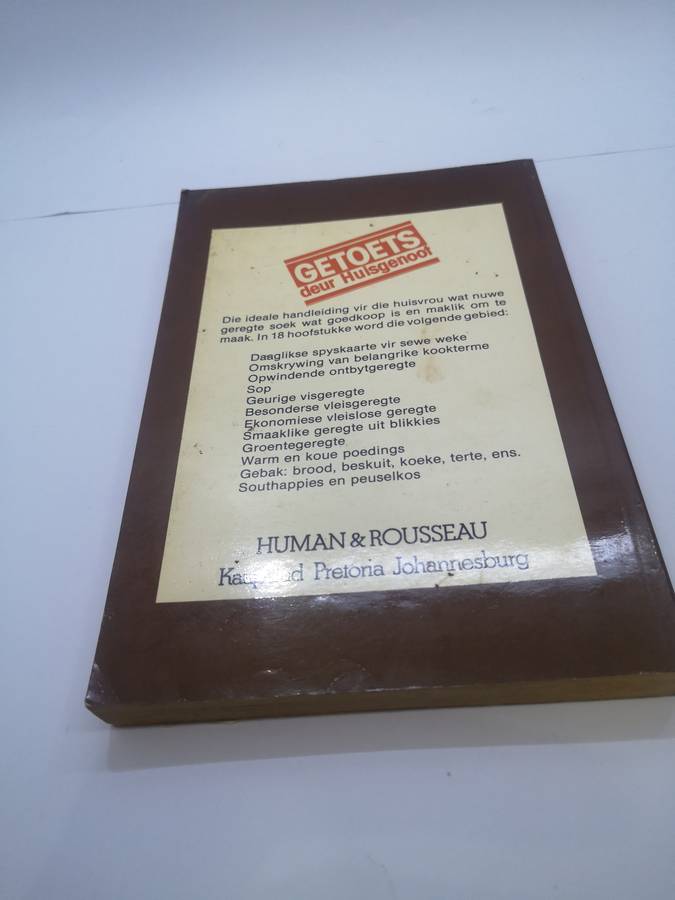 GETOETS
deur Huisgenoot
Die ideale handleiding vir die huisvrou wat nuwe
geregte soek wat goedkoop is en maklik om te
maak. In 18 hoofstukke word die volgende gebied:
Daaglikse spyskaarte vir sewe weke
Omskrywing van belangrike kookterme
Opwindende ontbytgeregte
Sop
Geurige visgeregte
Besonderse vleisgeregte
Ekonomiese vleislose geregte
Smaaklike geregte uit blikkies
Groentegeregte
Warm en koue poedings
Gebak: brood, beskuit, koeke, terte, ens.
Southappies en peuselkos
HUMAN & ROUSSEAU
Pretoria Johannesburg